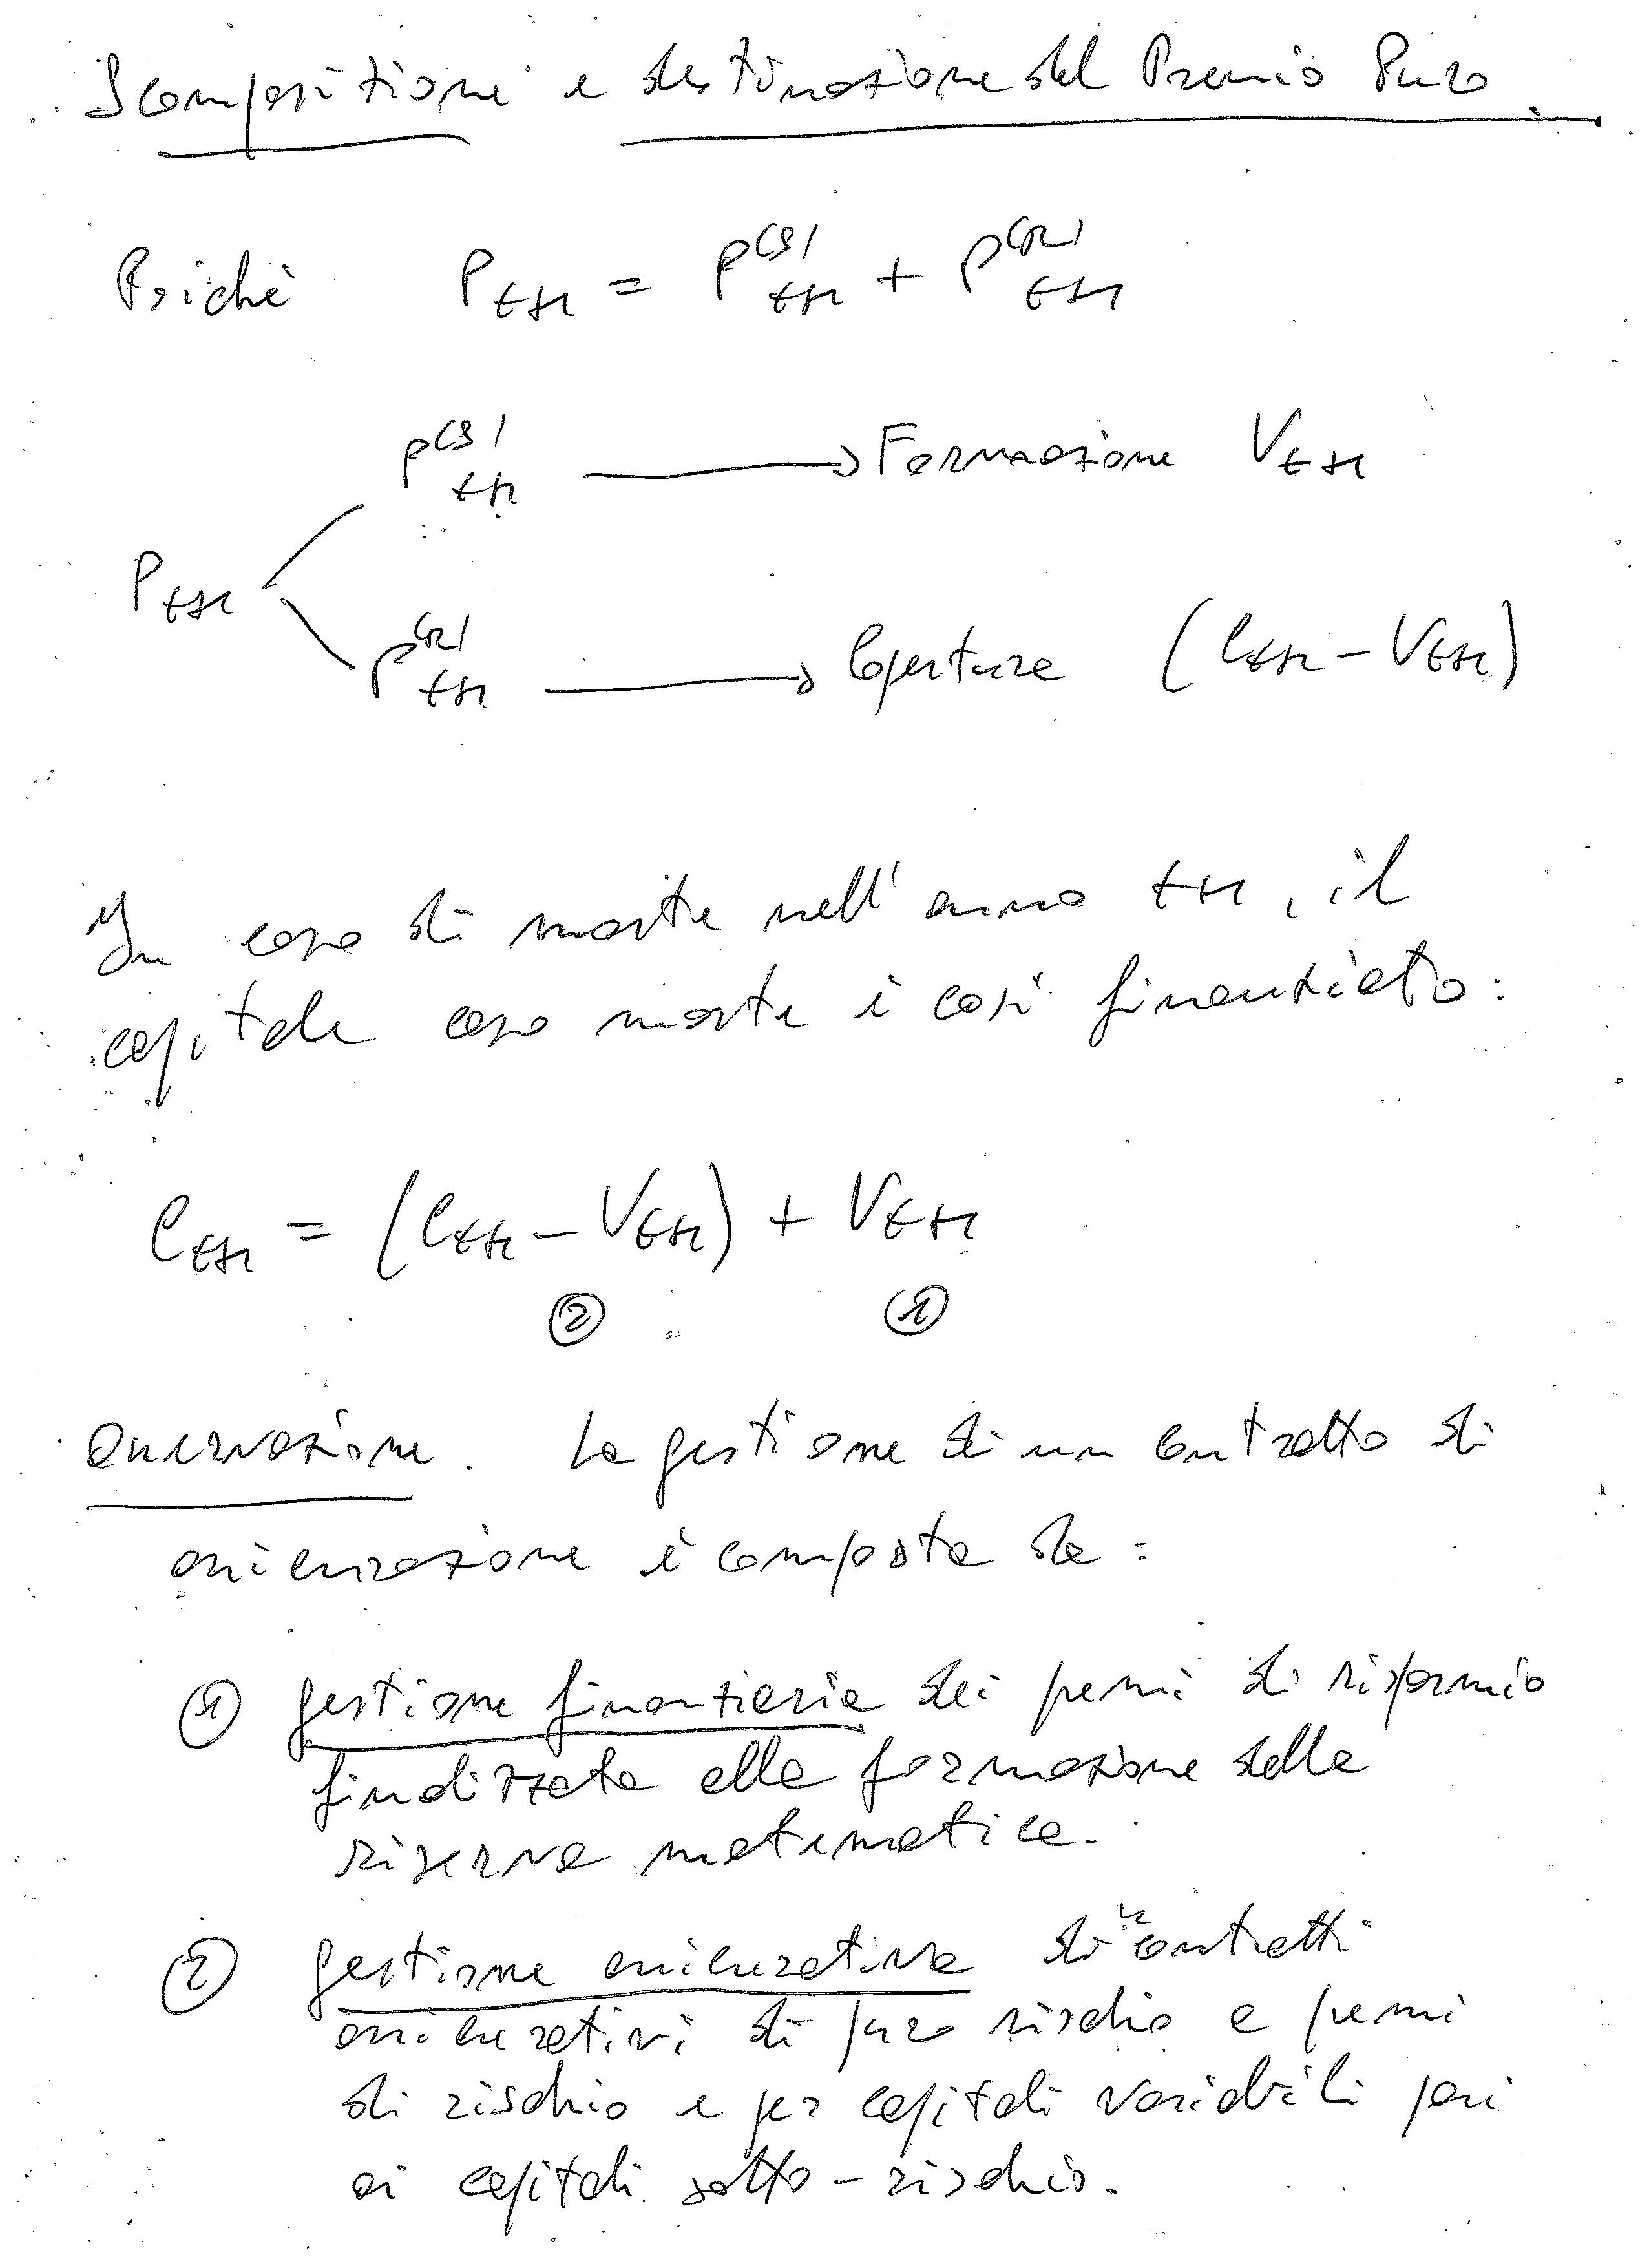 Scomposizione e destinazione del Premio Puro.
Poiché P_{t+1} = P^{(S)}_{t+1} + P^{(R)}_{t+1}
P^{(S)}_{t+1} → Formazione V_{t+1}
P_{t+1}
P^{(R)}_{t+1} → Copertura (C_{t+1} - V_{t+1})
In caso di morte nell'anno t+1, il
capitale caso morte è così finanziato:
C_{t+1} = (C_{t+1} - V_{t+1}) + V_{t+1}
② ①
Osservazione. La gestione di un contratto di
assicurazione è composta da:
① gestione finanziaria dei premi di risparmio
finalizzata alla formazione della
riserva matematica.
② gestione assicurativa di contratti
assicurativi di puro rischio a premi
di rischio e per capitali variabili pari
ai capitali sotto-rischio.